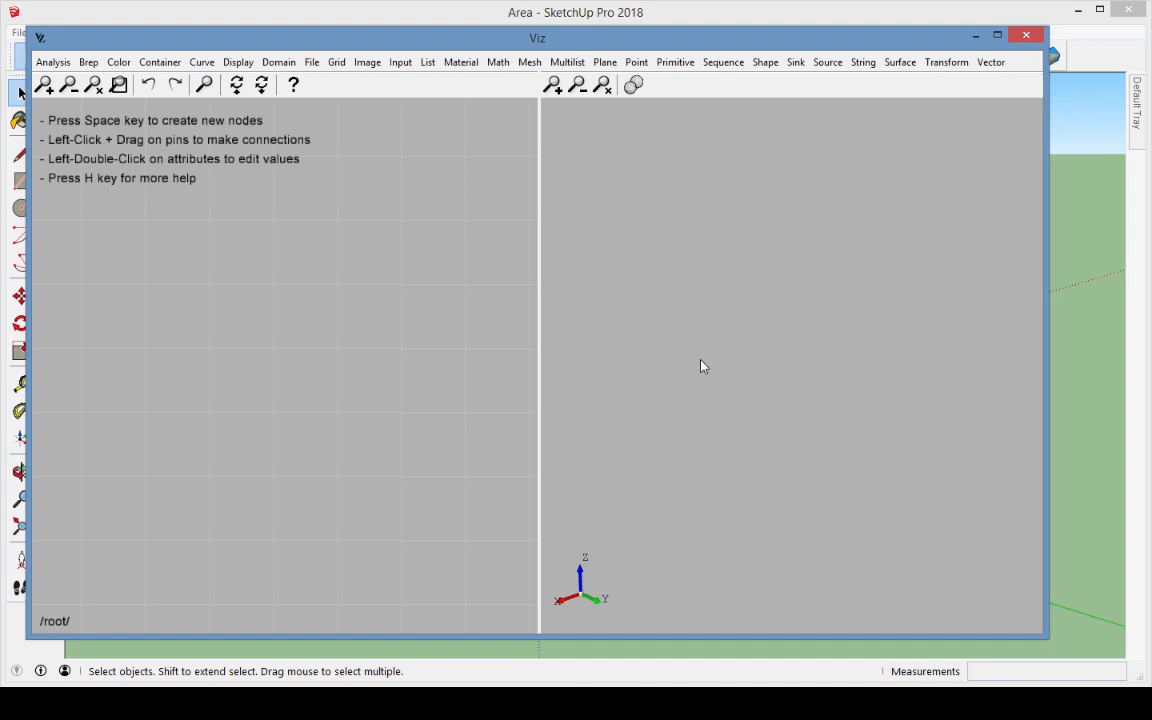 Area - SketchUp Pro 2018
File
Viz
Analysis Brep Color Container Curve Display Domain File Grid Image Input List Material Math Mesh Multilist Plane Point Primitive Sequence Shape Sink Source String Surface Transform Vector
Default Tray
- Press Space key to create new nodes
- Left-Click + Drag on pins to make connections
- Left-Double-Click on attributes to edit values
- Press H key for more help
Z
X
Y
/root/
Select objects. Shift to extend select. Drag mouse to select multiple.
Measurements